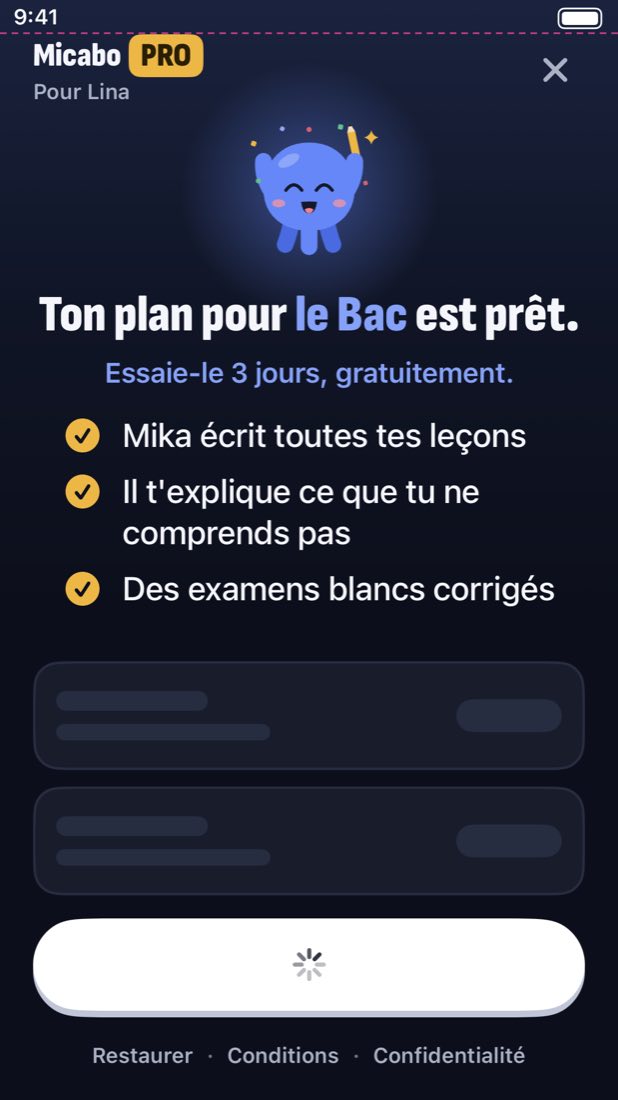 9:41
Micabo PRO
Pour Lina
Ton plan pour le Bac est prêt.
Essaie-le 3 jours, gratuitement.
Mika écrit toutes tes leçons
Il t'explique ce que tu ne
comprends pas
Des examens blancs corrigés
Restaurer · Conditions · Confidentialité